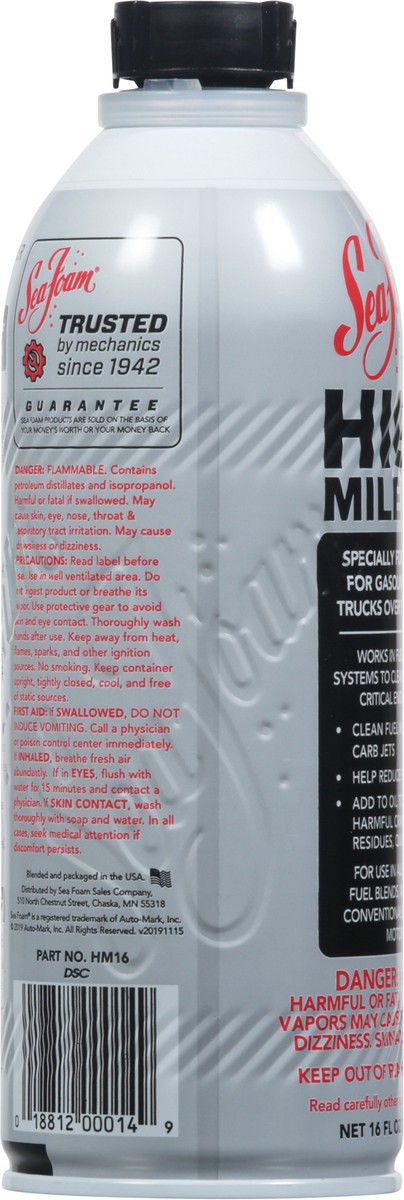 Sea Foam®
TRUSTED
by mechanics
since 1942
GUARANTEE
SEA FOAM PRODUCTS ARE SOLD ON THE BASIS OF
YOUR MONEY'S WORTH OR YOUR MONEY BACK
DANGER: FLAMMABLE. Contains
petroleum distillates and isopropanol.
Harmful or fatal if swallowed. May
cause skin, eye, nose, throat &
respiratory tract irritation. May cause
drowsiness or dizziness.
PRECAUTIONS: Read label before
use. Use in well ventilated area. Do
not ingest product or breathe its
vapor. Use protective gear to avoid
skin and eye contact. Thoroughly wash
hands after use. Keep away from heat,
flames, sparks, and other ignition
sources. No smoking. Keep container
upright, tightly closed, cool, and free
of static sources.
FIRST AID: If SWALLOWED, DO NOT
INDUCE VOMITING. Call a physician
or poison control center immediately.
If INHALED, breathe fresh air
abundantly. If in EYES, flush with
water for 15 minutes and contact a
physician. If SKIN CONTACT, wash
thoroughly with soap and water. In all
cases, seek medical attention if
discomfort persists.
Blended and packaged in the USA.
Distributed by Sea Foam Sales Company,
510 North Chestnut Street, Chaska, MN 55318
Sea Foam® is a registered trademark of Auto-Mark, Inc.
©2019 Auto-Mark, Inc. All Rights Reserved. v20191115
PART NO. HM16
DSC
0 18812 00014 9
Sea
HIG
MILE
SPECIALLY FO
FOR GASOL
TRUCKS OVER
WORKS IN FU
SYSTEMS TO CLE
CRITICAL EN
• CLEAN FUEL
CARB JETS
• HELP REDUC
• ADD TO OIL T
HARMFUL
RESIDUES,
FOR USE IN A
FUEL BLENDS
CONVENTIONA
MOTO
DANGER:
HARMFUL OR FAT
VAPORS MAY CAUS
DIZZINESS, SKIN A
KEEP OUT OF
Read carefully other
NET 16 FL O